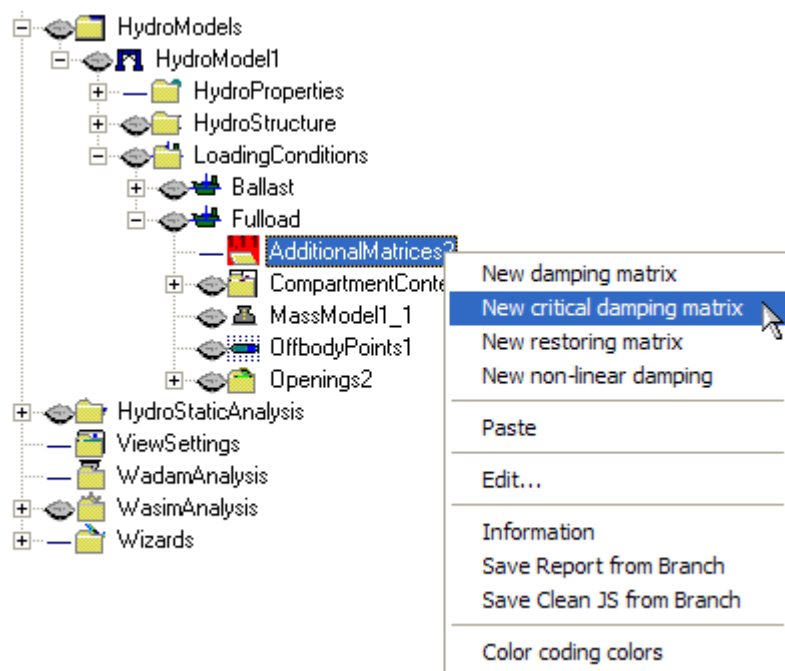 HydroModels
HydroModel1
HydroProperties
HydroStructure
LoadingConditions
Ballast
Fulload
AdditionalMatrices2
CompartmentConte
MassModel1_1
OffbodyPoints1
Openings2
HydroStaticAnalysis
ViewSettings
WadamAnalysis
WasimAnalysis
Wizards
New damping matrix
New critical damping matrix
New restoring matrix
New non-linear damping
Paste
Edit...
Information
Save Report from Branch
Save Clean JS from Branch
Color coding colors